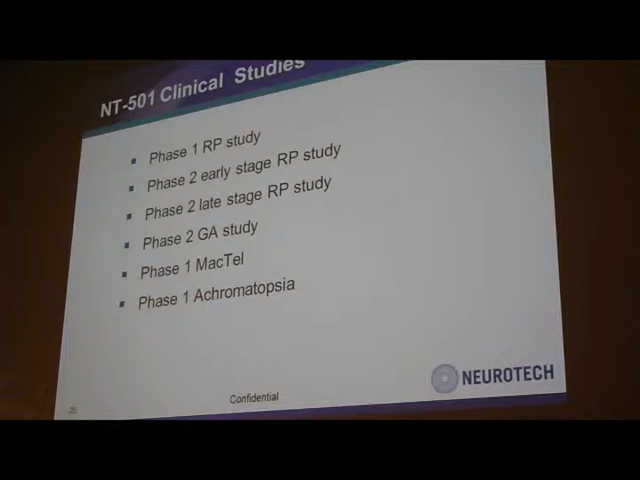 NT-501 Clinical Studies
▪ Phase 1 RP study
▪ Phase 2 early stage RP study
▪ Phase 2 late stage RP study
▪ Phase 2 GA study
▪ Phase 1 MacTel
▪ Phase 1 Achromatopsia
NEUROTECH
Confidential